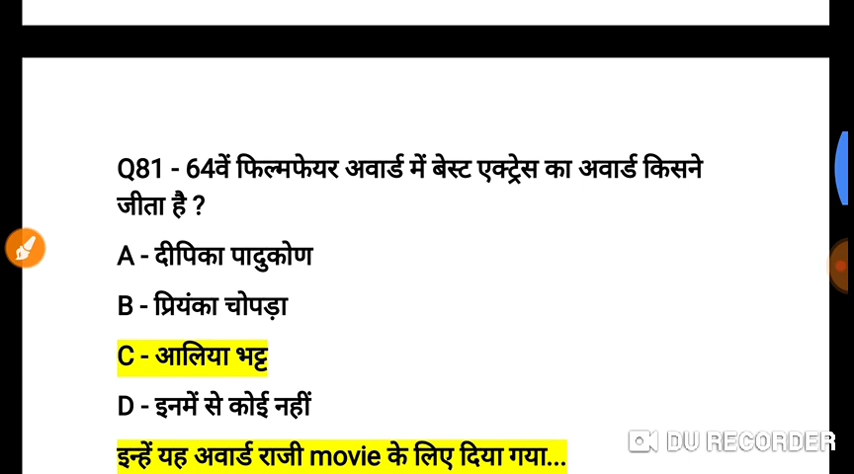 Q81 - 64वें फिल्मफेयर अवार्ड में बेस्ट एक्ट्रेस का अवार्ड किसने
जीता है ?
A - दीपिका पादुकोण
B - प्रियंका चोपड़ा
C - आलिया भट्ट
D - इनमें से कोई नहीं
इन्हें यह अवार्ड राजी movie के लिए दिया गया...
DU RECORDER